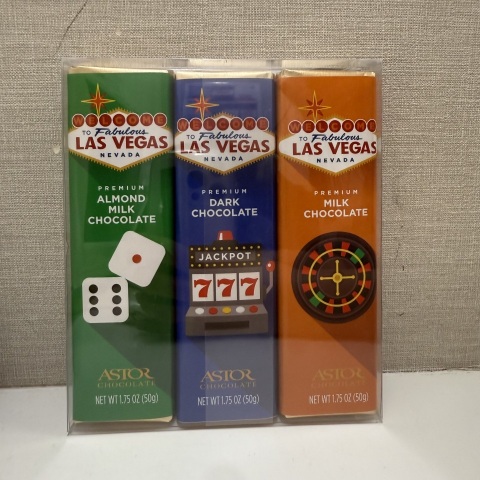 WELCOME
TO Fabulous
LAS VEGAS
NEVADA
PREMIUM
ALMOND
MILK
CHOCOLATE
ASTOR
CHOCOLATE
NET WT 1.75 OZ (50g)
WELCOME
TO Fabulous
LAS VEGAS
NEVADA
PREMIUM
DARK
CHOCOLATE
JACKPOT
777
ASTOR
CHOCOLATE
NET WT 1.75 OZ (50g)
WELCOME
TO Fabulous
LAS VEGAS
NEVADA
PREMIUM
MILK
CHOCOLATE
ASTOR
CHOCOLATE
NET WT 1.75 OZ (50g)